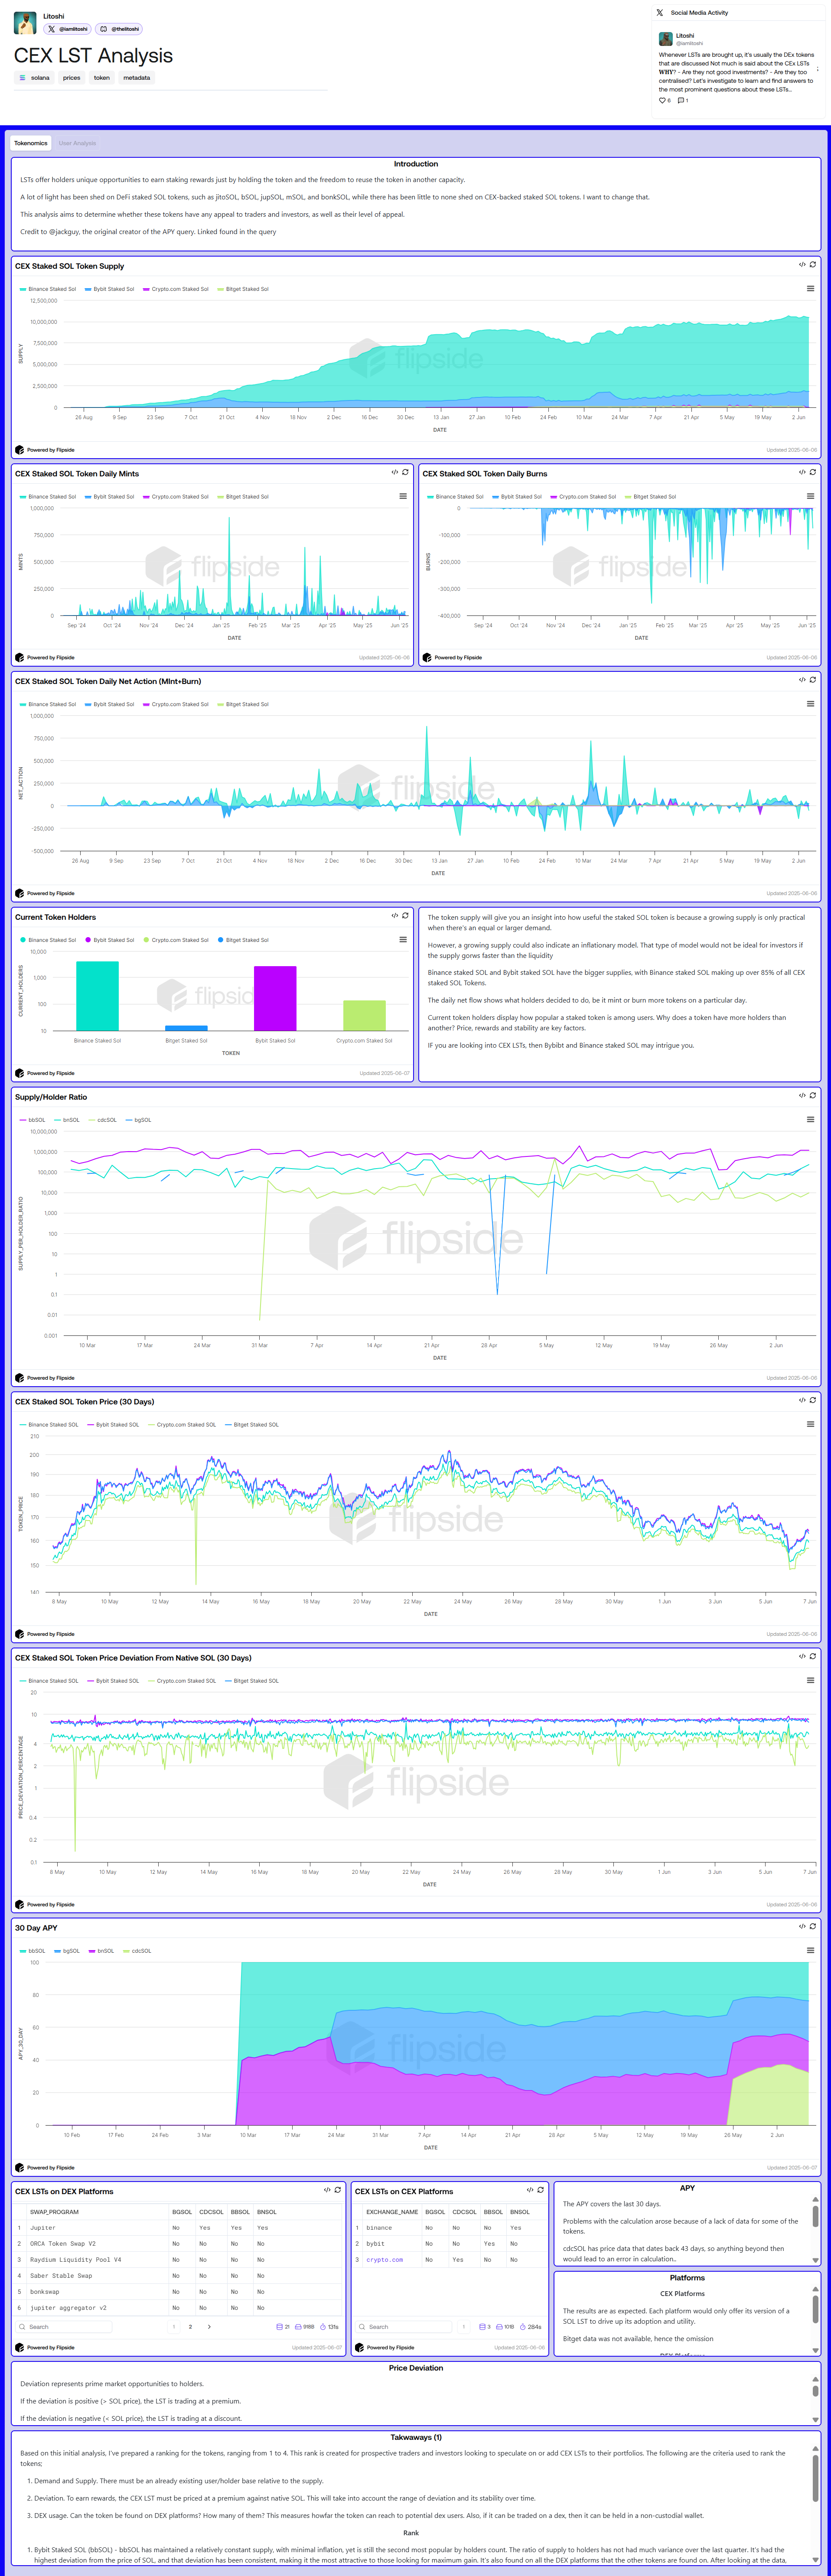 Litoshi
@iamlitoshi @thelitoshi
CEX LST Analysis
solana prices token metadata
Social Media Activity
Litoshi
@iamlitoshi
Whenever LSTs are brought up, it's usually the DEx tokens
that are discussed Not much is said about the CEx LSTs
WHY? - Are they not good investments? - Are they too
centralised? Let's investigate to learn and find answers to
the most prominent questions about these LSTs...
6 1
Tokenomics User Analysis
Introduction
LSTs offer holders unique opportunities to earn staking rewards just by holding the token and the freedom to reuse the token in another capacity.
A lot of light has been shed on DeFi staked SOL tokens, such as jitoSOL, bSOL, jupSOL, mSOL, and bonkSOL, while there has been little to none shed on CEX-backed staked SOL tokens. I want to change that.
This analysis aims to determine whether these tokens have any appeal to traders and investors, as well as their level of appeal.
Credit to @jackguy, the original creator of the APY query. Linked found in the query
CEX Staked SOL Token Supply
Binance Staked Sol Bybit Staked Sol Crypto.com Staked Sol Bitget Staked Sol
12,500,000
10,000,000
7,500,000
5,000,000
2,500,000
0
SUPPLY
26 Aug 9 Sep 23 Sep 7 Oct 21 Oct 4 Nov 18 Nov 2 Dec 16 Dec 30 Dec 13 Jan 27 Jan 10 Feb 24 Feb 10 Mar 24 Mar 7 Apr 21 Apr 5 May 19 May 2 Jun
DATE
flipside
Powered by Flipside Updated 2025-06-06
CEX Staked SOL Token Daily Mints
Binance Staked Sol Bybit Staked Sol Crypto.com Staked Sol Bitget Staked Sol
1,000,000
750,000
500,000
250,000
0
MINTS
Sep '24 Oct '24 Nov '24 Dec '24 Jan '25 Feb '25 Mar '25 Apr '25 May '25 Jun '25
DATE
flipside
Powered by Flipside Updated 2025-06-06
CEX Staked SOL Token Daily Burns
Binance Staked Sol Bybit Staked Sol Crypto.com Staked Sol Bitget Staked Sol
0
-100,000
-200,000
-300,000
-400,000
BURNS
Sep '24 Oct '24 Nov '24 Dec '24 Jan '25 Feb '25 Mar '25 Apr '25 May '25 Jun '25
DATE
flipside
Powered by Flipside Updated 2025-06-06
CEX Staked SOL Token Daily Net Action (MInt+Burn)
Binance Staked Sol Bybit Staked Sol Crypto.com Staked Sol Bitget Staked Sol
1,000,000
750,000
500,000
250,000
0
-250,000
-500,000
NET_ACTION
26 Aug 9 Sep 23 Sep 7 Oct 21 Oct 4 Nov 18 Nov 2 Dec 16 Dec 30 Dec 13 Jan 27 Jan 10 Feb 24 Feb 10 Mar 24 Mar 7 Apr 21 Apr 5 May 19 May 2 Jun
DATE
flipside
Powered by Flipside Updated 2025-06-06
Current Token Holders
Binance Staked Sol Bybit Staked Sol Crypto.com Staked Sol Bitget Staked Sol
10,000
1,000
100
10
CURRENT_HOLDERS
Binance Staked Sol Bitget Staked Sol Bybit Staked Sol Crypto.com Staked Sol
TOKEN
flipside
Powered by Flipside Updated 2025-06-07
The token supply will give you an insight into how useful the staked SOL token is because a growing supply is only practical
when there's an equal or larger demand.
However, a growing supply could also indicate an inflationary model. That type of model would not be ideal for investors if
the supply gorws faster than the liquidity
Binance staked SOL and Bybit staked SOL have the bigger supplies, with Binance staked SOL making up over 85% of all CEX
staked SOL Tokens.
The daily net flow shows what holders decided to do, be it mint or burn more tokens on a particular day.
Current token holders display how popular a staked token is among users. Why does a token have more holders than
another? Price, rewards and stability are key factors.
IF you are looking into CEX LSTs, then Bybibt and Binance staked SOL may intrigue you.
Supply/Holder Ratio
bbSOL bnSOL cdcSOL bgSOL
10,000,000
1,000,000
100,000
10,000
1,000
100
10
1
0.1
0.01
0.001
SUPPLY_PER_HOLDER_RATIO
10 Mar 17 Mar 24 Mar 31 Mar 7 Apr 14 Apr 21 Apr 28 Apr 5 May 12 May 19 May 26 May 2 Jun
DATE
flipside
Powered by Flipside Updated 2025-06-06
CEX Staked SOL Token Price (30 Days)
Binance Staked SOL Bybit Staked SOL Crypto.com Staked SOL Bitget Staked SOL
210
200
190
180
170
160
150
140
TOKEN_PRICE
8 May 10 May 12 May 14 May 16 May 18 May 20 May 22 May 24 May 26 May 28 May 30 May 1 Jun 3 Jun 5 Jun 7 Jun
DATE
flipside
Powered by Flipside Updated 2025-06-06
CEX Staked SOL Token Price Deviation From Native SOL (30 Days)
Binance Staked SOL Bybit Staked SOL Crypto.com Staked SOL Bitget Staked SOL
20
10
4
2
1
0.4
0.2
0.1
PRICE_DEVIATION_PERCENTAGE
8 May 10 May 12 May 14 May 16 May 18 May 20 May 22 May 24 May 26 May 28 May 30 May 1 Jun 3 Jun 5 Jun 7 Jun
DATE
flipside
Powered by Flipside Updated 2025-06-06
30 Day APY
bbSOL bgSOL bnSOL cdcSOL
100
80
60
40
20
0
APY_30_DAY
10 Feb 17 Feb 24 Feb 3 Mar 10 Mar 17 Mar 24 Mar 31 Mar 7 Apr 14 Apr 21 Apr 28 Apr 5 May 12 May 19 May 26 May 2 Jun
DATE
flipside
Powered by Flipside Updated 2025-06-07
CEX LSTs on DEX Platforms
SWAP_PROGRAM BGSOL CDCSOL BBSOL BNSOL
1 Jupiter No Yes Yes Yes
2 ORCA Token Swap V2 No No No No
3 Raydium Liquidity Pool V4 No No No No
4 Saber Stable Swap No No No No
5 bonkswap No No No No
6 jupiter aggregator v2 No No No No
Search 1 2 21 918B 131s
Powered by Flipside Updated 2025-06-07
CEX LSTs on CEX Platforms
EXCHANGE_NAME BGSOL CDCSOL BBSOL BNSOL
1 binance No No No Yes
2 bybit No No Yes No
3 crypto.com No Yes No No
Search 1 3 101B 284s
Powered by Flipside Updated 2025-06-06
APY
The APY covers the last 30 days.
Problems with the calculation arose because of a lack of data for some of the
tokens.
cdcSOL has price data that dates back 43 days, so anything beyond then
would lead to an error in calculation..
Platforms
CEX Platforms
The results are as expected. Each platform would only offer its version of a
SOL LST to drive up its adoption and utility.
Bitget data was not available, hence the omission
Price Deviation
Deviation represents prime market opportunities to holders.
If the deviation is positive (> SOL price), the LST is trading at a premium.
If the deviation is negative (< SOL price), the LST is trading at a discount.
Takwaways (1)
Based on this initial analysis, I've prepared a ranking for the tokens, ranging from 1 to 4. This rank is created for prospective traders and investors looking to speculate on or add CEX LSTs to their portfolios. The following are the criteria used to rank the
tokens;
1. Demand and Supply. There must be an already existing user/holder base relative to the supply.
2. Deviation. To earn rewards, the CEX LST must be priced at a premium against native SOL. This will take into account the range of deviation and its stability over time.
3. DEX usage. Can the token be found on DEX platforms? How many of them? This measures howfar the token can reach to potential dex users. Also, if it can be traded on a dex, then it can be held in a non-custodial wallet.
Rank
1. Bybit Staked SOL (bbSOL) - bbSOL has maintained a relatively constant supply, with minimal inflation, yet is still the second most popular by holders count. The ratio of supply to holders has not had much variance over the last quarter. It's had the
highest deviation from the price of SOL, and that deviation has been consistent, making it the most attractive to those looking for maximum gain. It's also found on all the DEX platforms that the other tokens are found on. After looking at the data,